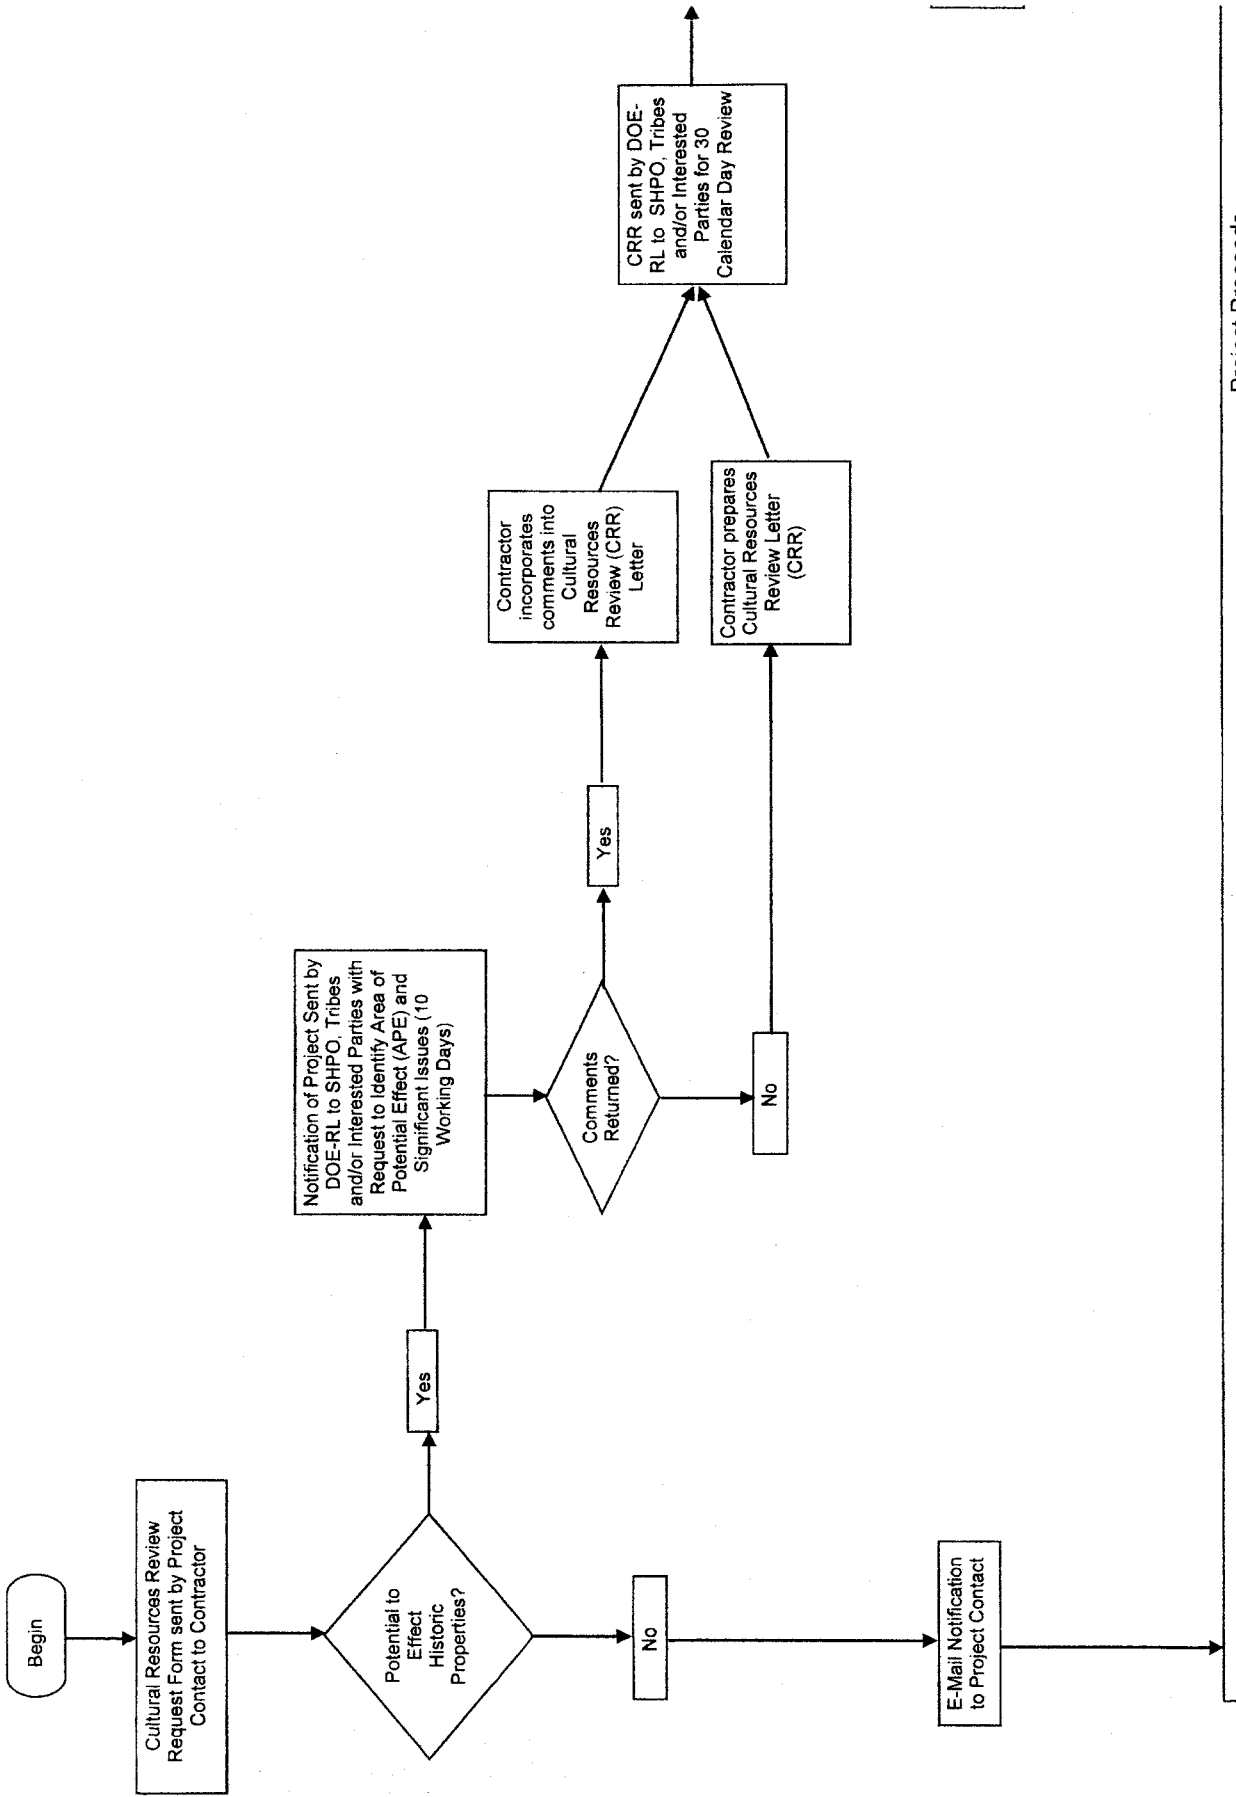 Begin
Cultural Resources Review
Request Form sent by Project
Contact to Contractor
Potential to
Effect
Historic
Properties?
Yes
No
E-Mail Notification
to Project Contact
Notification of Project Sent by
DOE-RL to SHPO, Tribes
and/or Interested Parties with
Request to Identify Area of
Potential Effect (APE) and
Significant Issues (10
Working Days)
Comments
Returned?
Yes
No
Contractor
incorporates
comments into
Cultural
Resources
Review (CRR)
Letter
Contractor prepares
Cultural Resources
Review Letter
(CRR)
CRR sent by DOE-
RL to SHPO, Tribes
and/or Interested
Parties for 30
Calendar Day Review
Project Proceeds